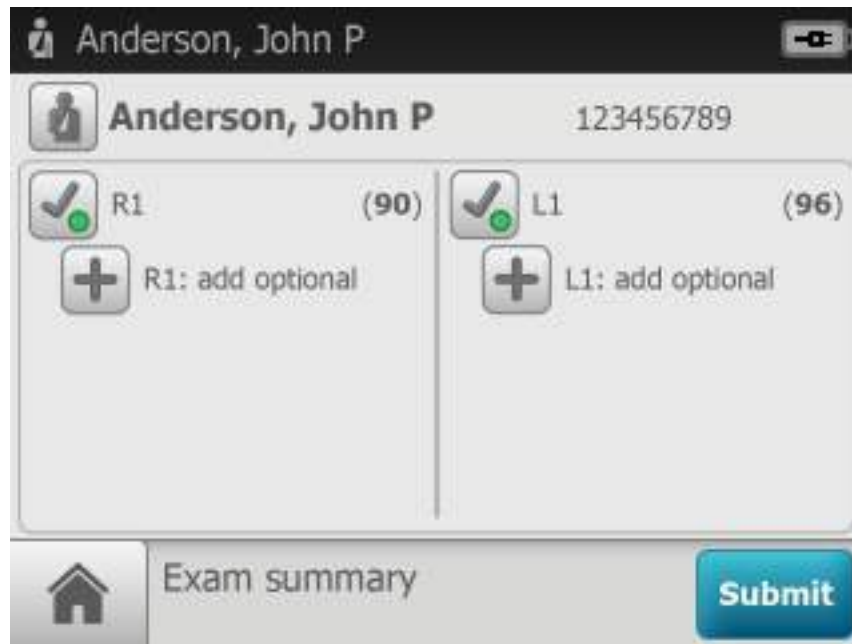 Anderson, John P
Anderson, John P 123456789
R1 (90)
R1: add optional
L1 (96)
L1: add optional
Exam summary
Submit